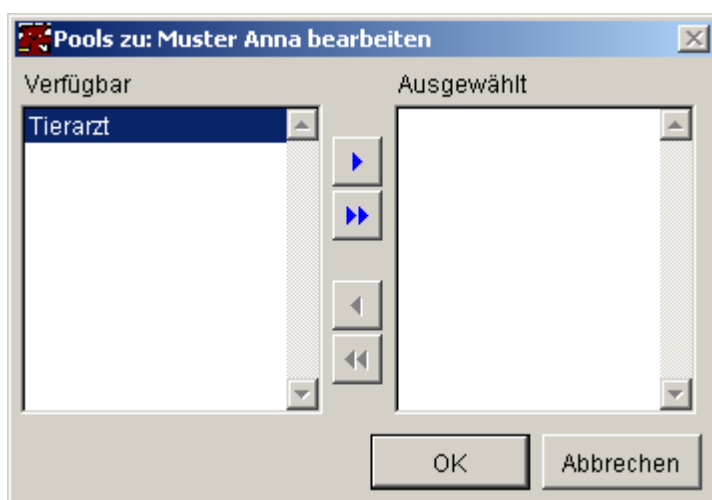 Pools zu: Muster Anna bearbeiten
Verfügbar
Ausgewählt
Tierarzt
OK
Abbrechen